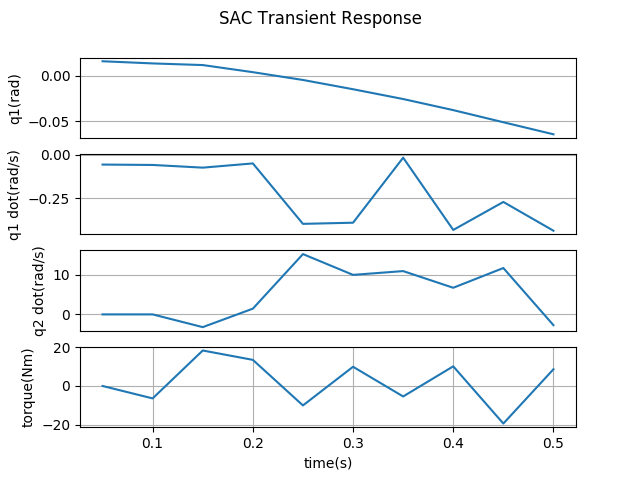 SAC Transient Response
0.00
−0.05
q1(rad)
0.00
−0.25
q1 dot(rad/s)
10
0
q2 dot(rad/s)
20
0
−20
torque(Nm)
0.1 0.2 0.3 0.4 0.5
time(s)